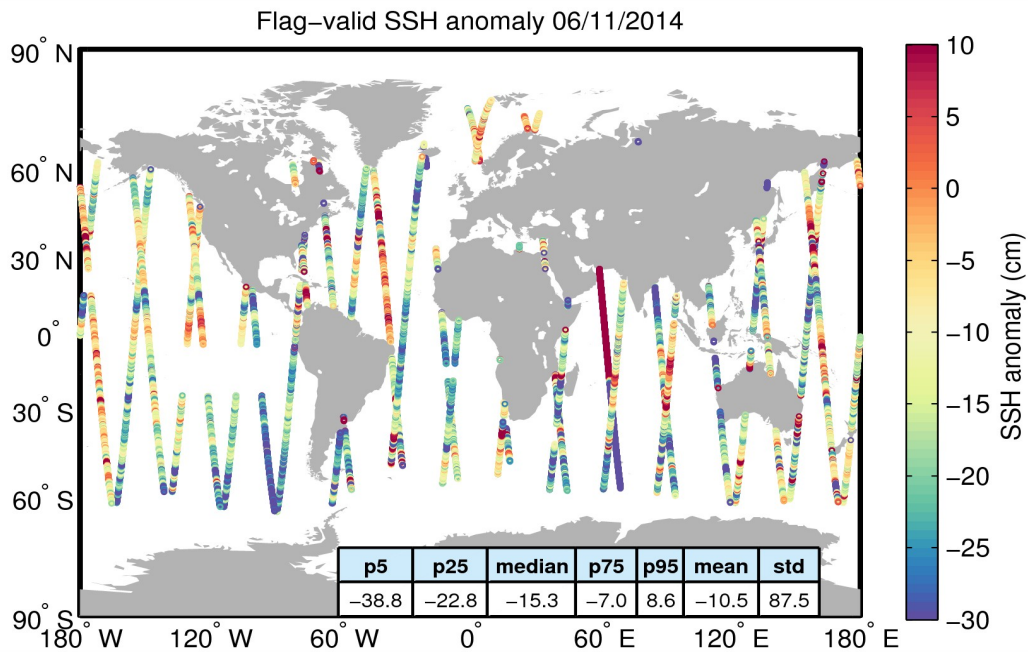 Flag−valid SSH anomaly 06/11/2014
90° N
60° N
30° N
0°
30° S
60° S
90° S
180° W
120° W
60° W
0°
60° E
120° E
180° E
p5 p25 median p75 p95 mean std
−38.8 −22.8 −15.3 −7.0 8.6 −10.5 87.5
10
5
0
−5
−10
−15
−20
−25
−30
SSH anomaly (cm)